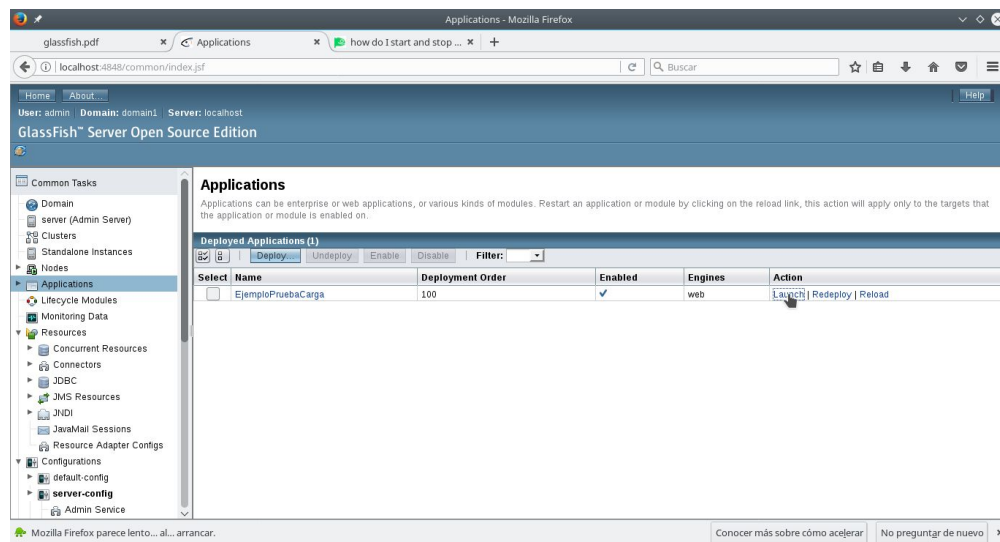 Applications - Mozilla Firefox
glassfish.pdf
Applications
how do I start and stop ...
localhost:4848/common/index.jsf
Buscar
Home About... Help
User: admin Domain: domain1 Server: localhost
GlassFish™ Server Open Source Edition
Common Tasks
Domain
server (Admin Server)
Clusters
Standalone Instances
Nodes
Applications
Lifecycle Modules
Monitoring Data
Resources
Concurrent Resources
Connectors
JDBC
JMS Resources
JNDI
JavaMail Sessions
Resource Adapter Configs
Configurations
default-config
server-config
Admin Service
Applications
Applications can be enterprise or web applications, or various kinds of modules. Restart an application or module by clicking on the reload link, this action will apply only to the targets that
the application or module is enabled on.
Deployed Applications (1)
Deploy... Undeploy Enable Disable Filter:
Select Name Deployment Order Enabled Engines Action
EjemploPruebaCarga 100 web Launch | Redeploy | Reload
Mozilla Firefox parece lento... al... arrancar. Conocer más sobre cómo acelerar No preguntar de nuevo